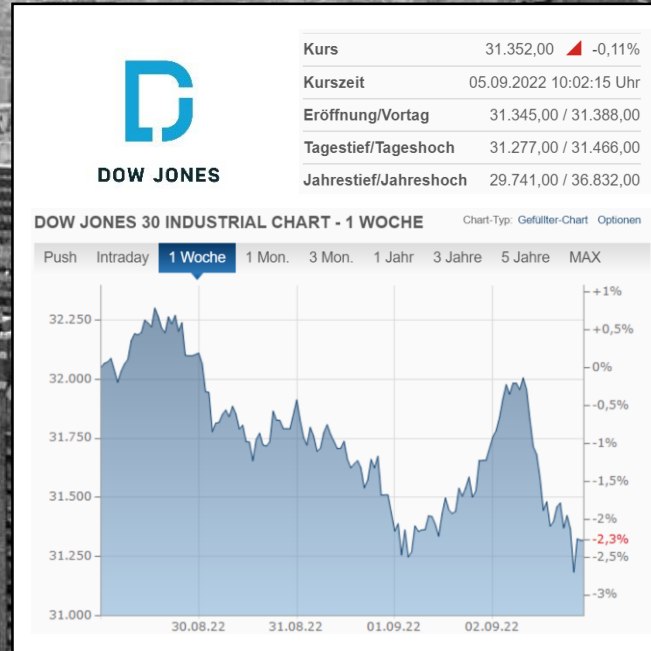 DOW JONES
Kurs 31.352,00 -0,11%
Kurszeit 05.09.2022 10:02:15 Uhr
Eröffnung/Vortag 31.345,00 / 31.388,00
Tagestief/Tageshoch 31.277,00 / 31.466,00
Jahrestief/Jahreshoch 29.741,00 / 36.832,00
DOW JONES 30 INDUSTRIAL CHART - 1 WOCHE Chart-Typ: Gefüllter-Chart Optionen
Push Intraday 1 Woche 1 Mon. 3 Mon. 1 Jahr 3 Jahre 5 Jahre MAX
32.250
32.000
31.750
31.500
31.250
31.000
+1%
+0,5%
0%
-0,5%
-1%
-1,5%
-2%
-2,3%
-2,5%
-3%
30.08.22 31.08.22 01.09.22 02.09.22